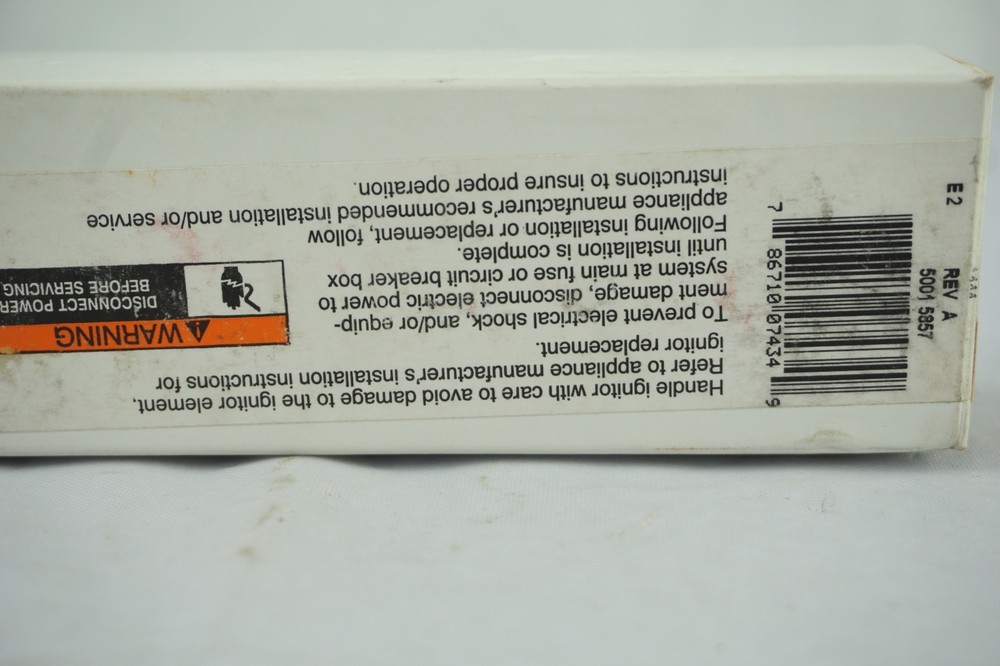 Handle ignitor with care to avoid damage to the ignitor element,
Refer to appliance manufacturer's installation instructions for
ignitor replacement.
To prevent electrical shock, and/or equip-
ment damage, disconnect electric power to
system at main fuse or circuit breaker box
until installation is complete.
Following installation or replacement, follow
appliance manufacturer's recommended installation and/or service
instructions to insure proper operation.
WARNING
DISCONNECT POWER
BEFORE SERVICING
7 86710 07434 9
5001 5857
REV A
E2